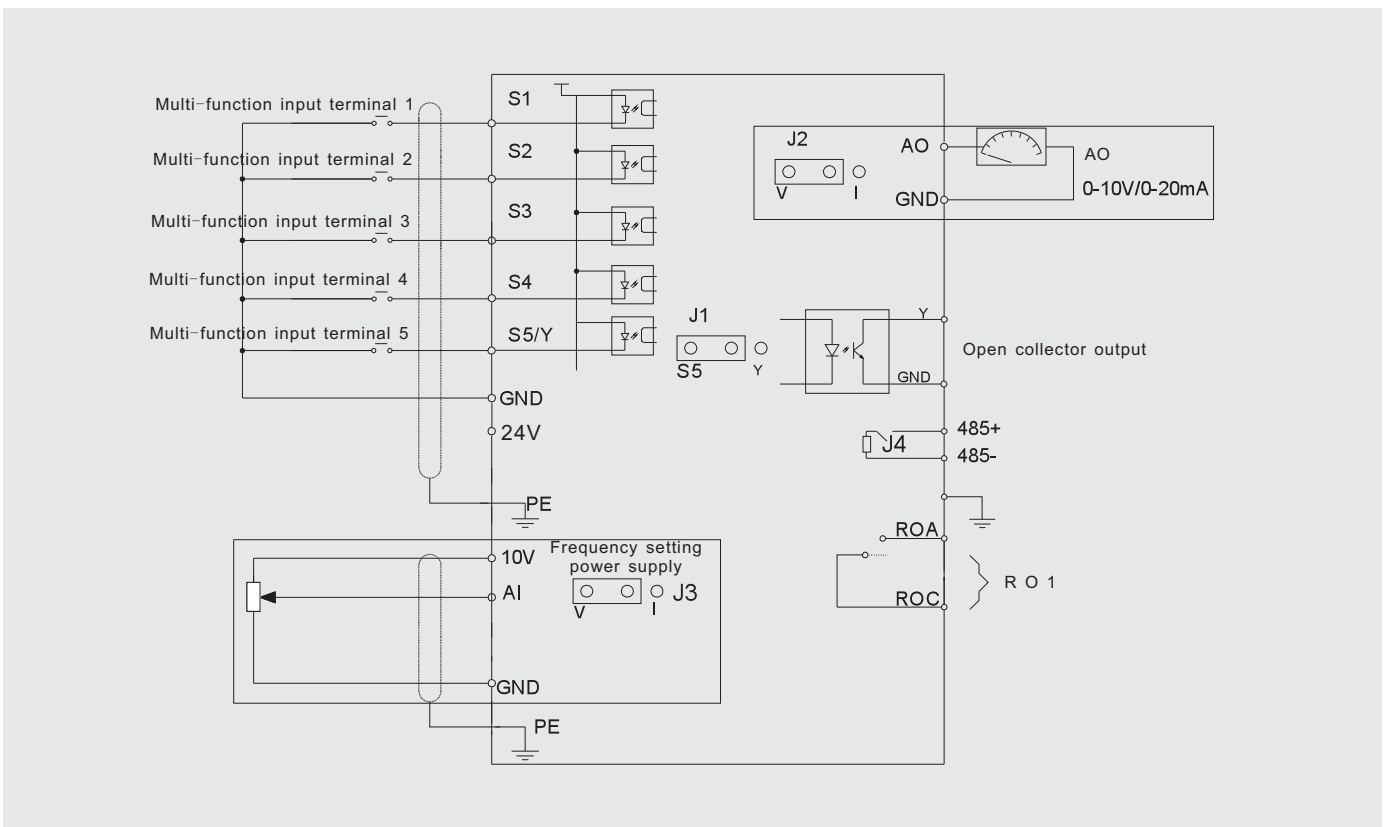 Multi-function input terminal 1
S1
Multi-function input terminal 2
S2
Multi-function input terminal 3
S3
Multi-function input terminal 4
S4
Multi-function input terminal 5
S5/Y
GND
24V
PE
J1
S5
Y
J2
V
I
AO
GND
AO
0-10V/0-20mA
Y
GND
Open collector output
J4
485+
485-
ROA
ROC
R O 1
10V
Frequency setting
power supply
AI
V
I
J3
GND
PE